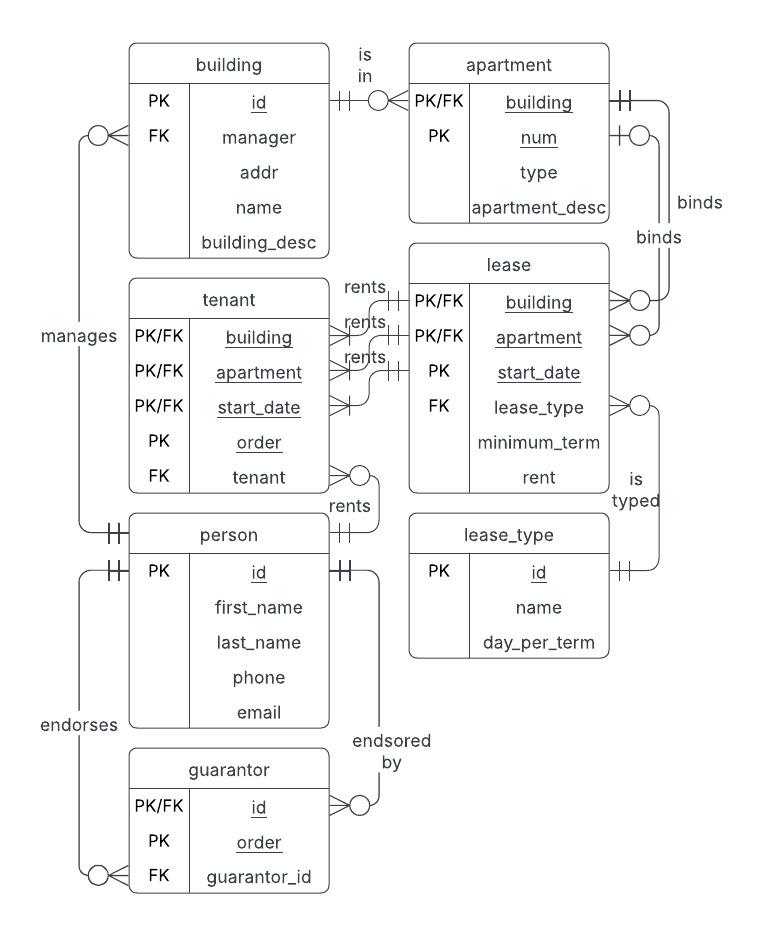 building
PK id
FK manager
addr
name
building_desc
is
in
apartment
PK/FK building
PK num
type
apartment_desc
binds
binds
lease
PK/FK building
PK/FK apartment
PK start_date
FK lease_type
minimum_term
rent
rents
rents
rents
tenant
PK/FK building
PK/FK apartment
PK/FK start_date
PK order
FK tenant
manages
rents
is
typed
person
PK id
first_name
last_name
phone
email
lease_type
PK id
name
day_per_term
endorses
endsored
by
guarantor
PK/FK id
PK order
FK guarantor_id